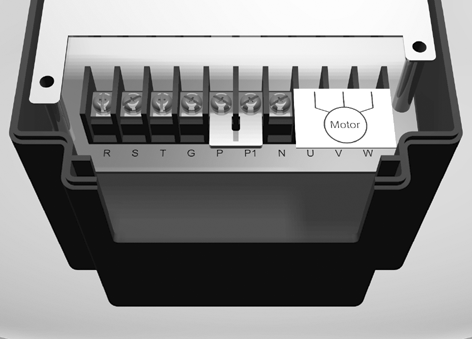 Motor
R S T G P P1 N U V W